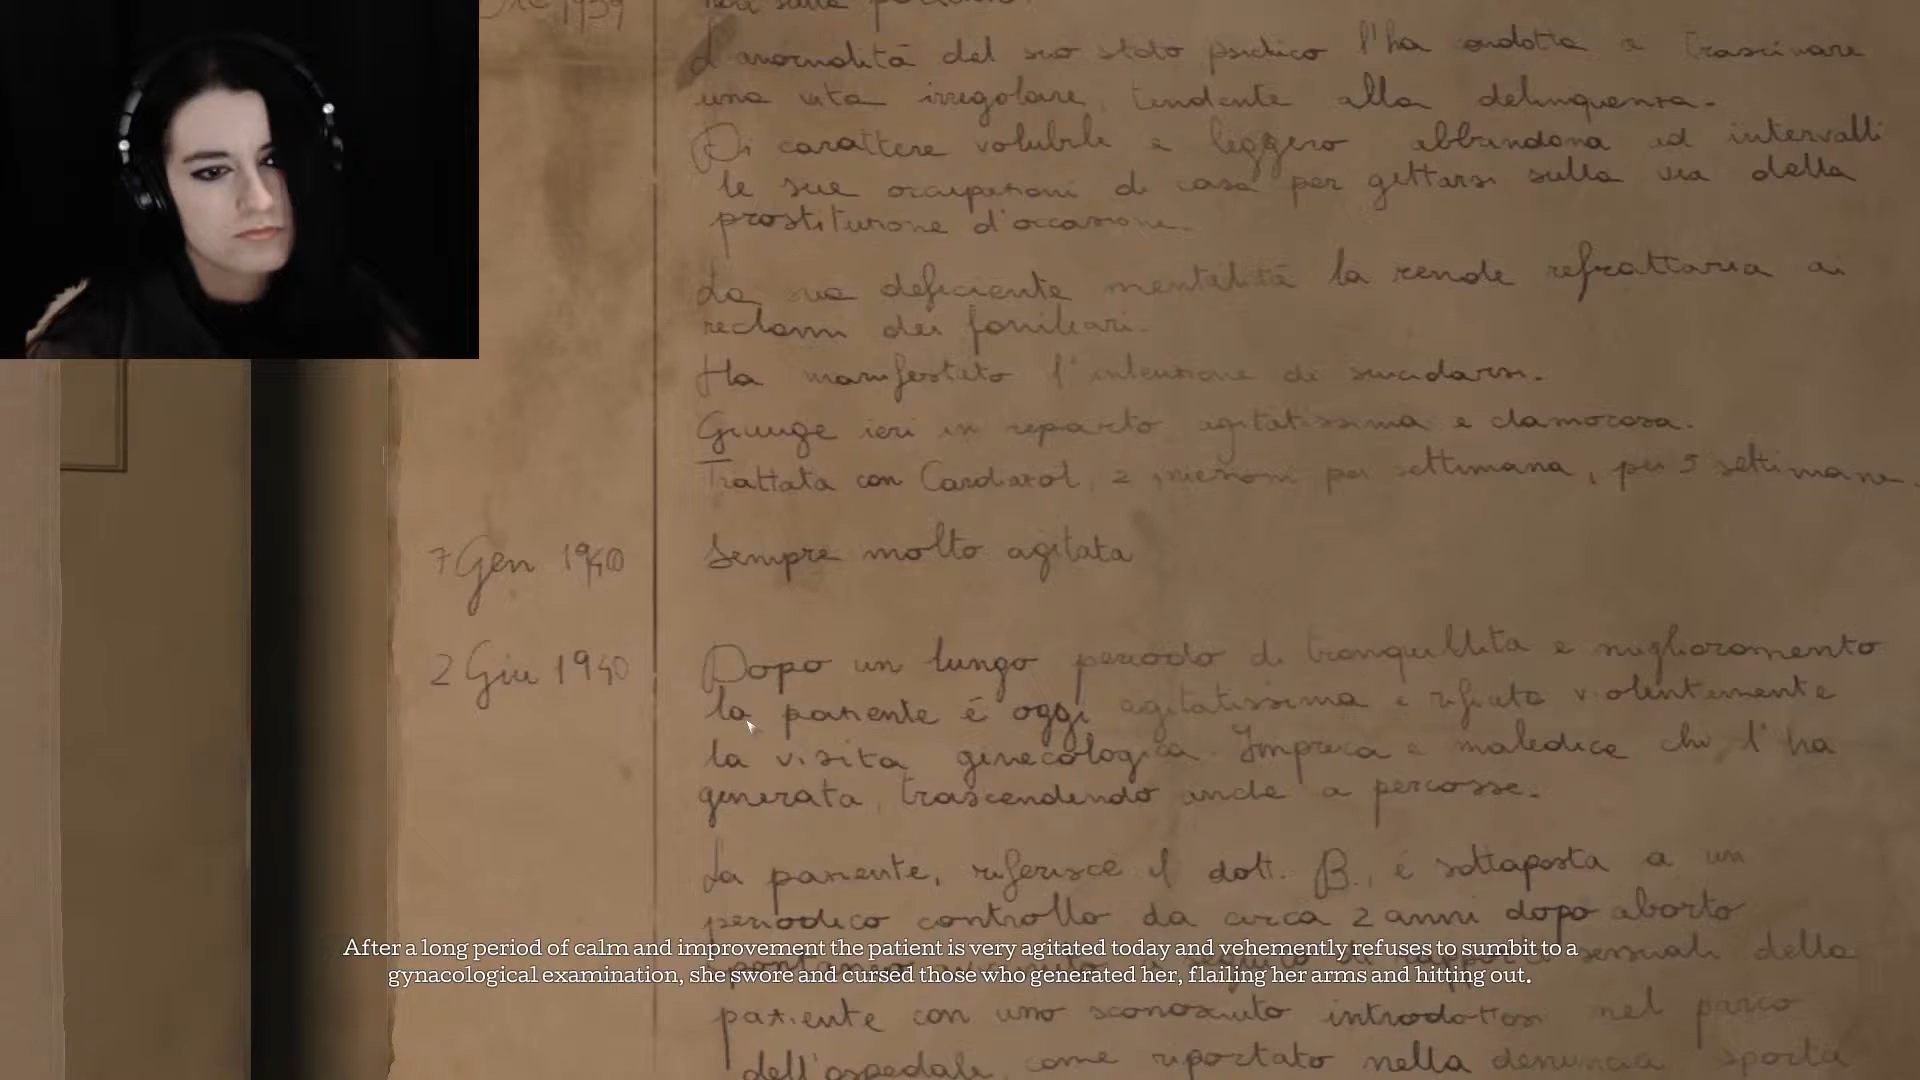 L'anormalità del suo stato psichico l'ha condotta a trascinare
una vita irregolare, tendente alla delinquenza.
Di carattere volubile e leggero abbandona ad intervalli
le sue occupazioni di casa per gettarsi sulla via della
prostituzione d'occasione.
La sua deficiente mentalità la rende refrattaria ai
reclami dei familiari.
Ha manifestato l'intenzione di suicidarsi.
Giunge ieri in reparto agitatissima e clamorosa.
Trattata con Cardiazol, 2 iniezioni per settimana, per 5 settimane.
7 Gen 1940 Sempre molto agitata
2 Giu 1940 Dopo un lungo periodo di tranquillità e miglioramento
la paziente é oggi agitatissima e rifiuta violentemente
la visita ginecologica. Impreca e maledice chi l'ha
generata, trascendendo anche a percosse.
La paziente, riferisce il dott. B., é sottoposta a un
periodico controllo da circa 2 anni dopo aborto
After a long period of calm and improvement the patient is very agitated today and vehemently refuses to sumbit to a
gynacological examination, she swore and cursed those who generated her, flailing her arms and hitting out.
sessuali della
paziente con uno sconosciuto introdottosi nel parco
dell'ospedale, come riportato nella denuncia sporta